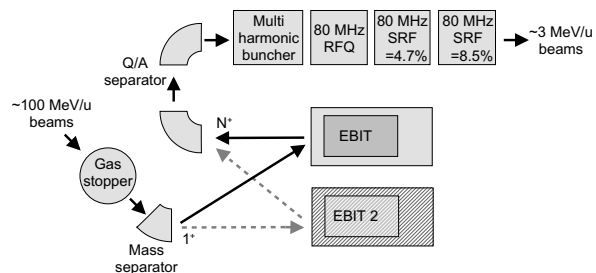 Multi
harmonic
buncher
80 MHz
RFQ
80 MHz
SRF
=4.7%
80 MHz
SRF
=8.5%
~3 MeV/u
beams
Q/A
separator
~100 MeV/u
beams
N⁺
EBIT
Gas
stopper
EBIT 2
1⁺
Mass
separator